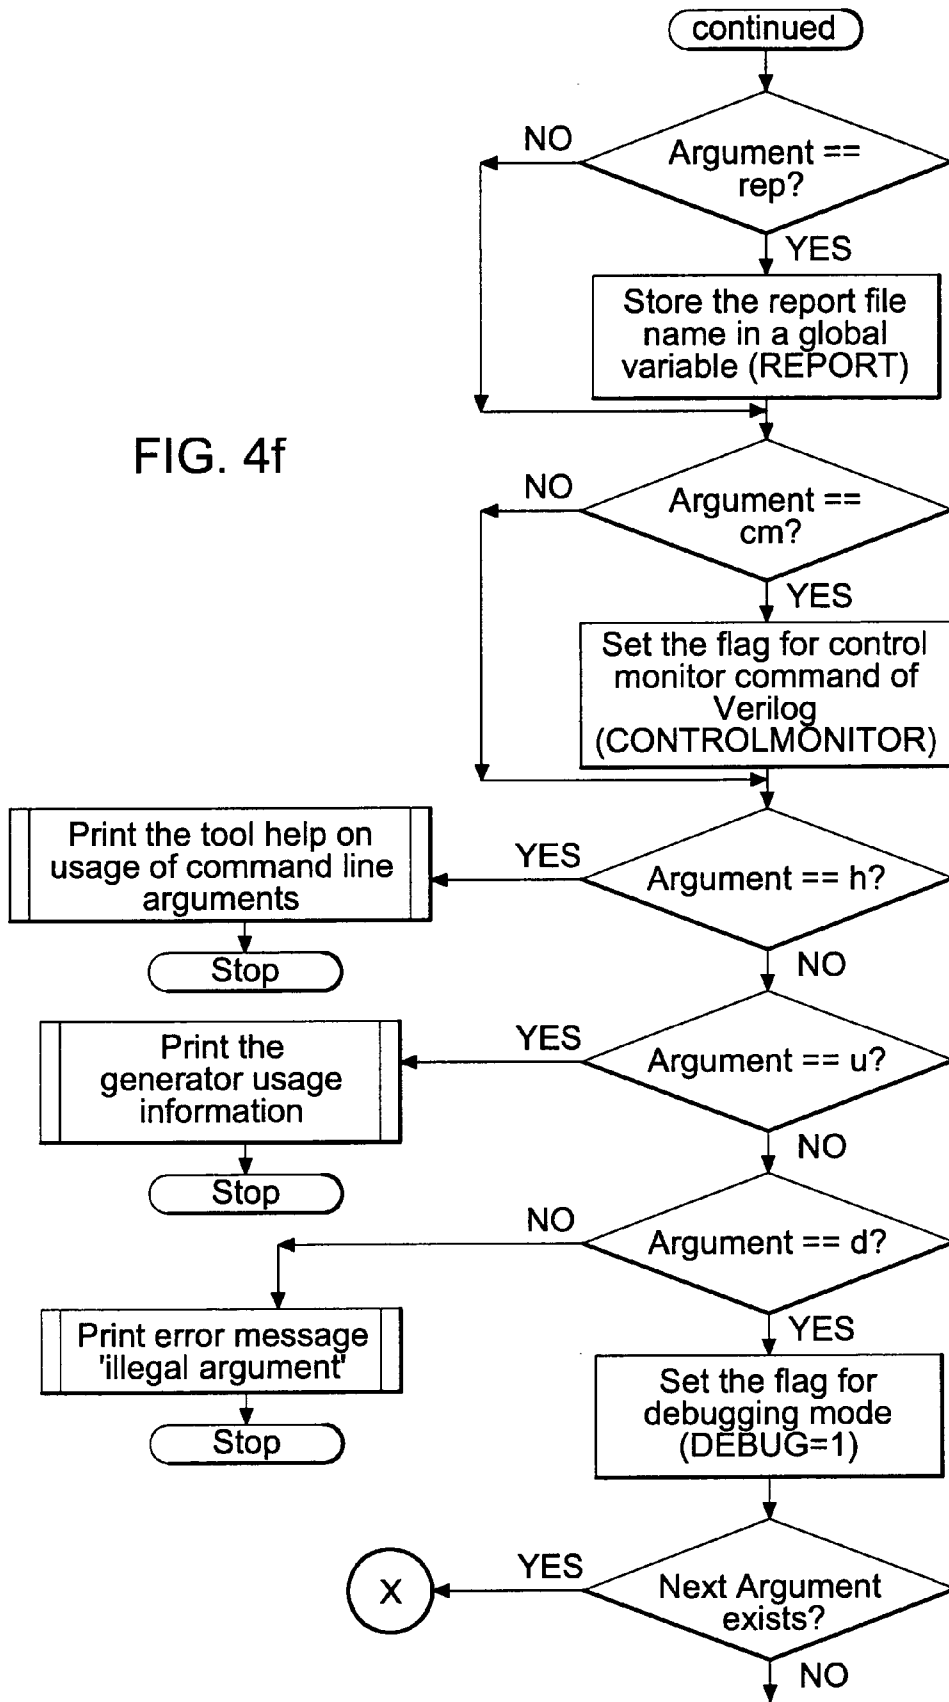 continued
NO
Argument ==
rep?
YES
Store the report file
name in a global
variable (REPORT)
FIG. 4f
NO
Argument ==
cm?
YES
Set the flag for control
monitor command of
Verilog
(CONTROLMONITOR)
Print the tool help on
usage of command line
arguments
YES
Argument == h?
Stop
NO
Print the
generator usage
information
YES
Argument == u?
Stop
NO
NO
Argument == d?
Print error message
'illegal argument'
YES
Stop
Set the flag for
debugging mode
(DEBUG=1)
X
YES
Next Argument
exists?
NO